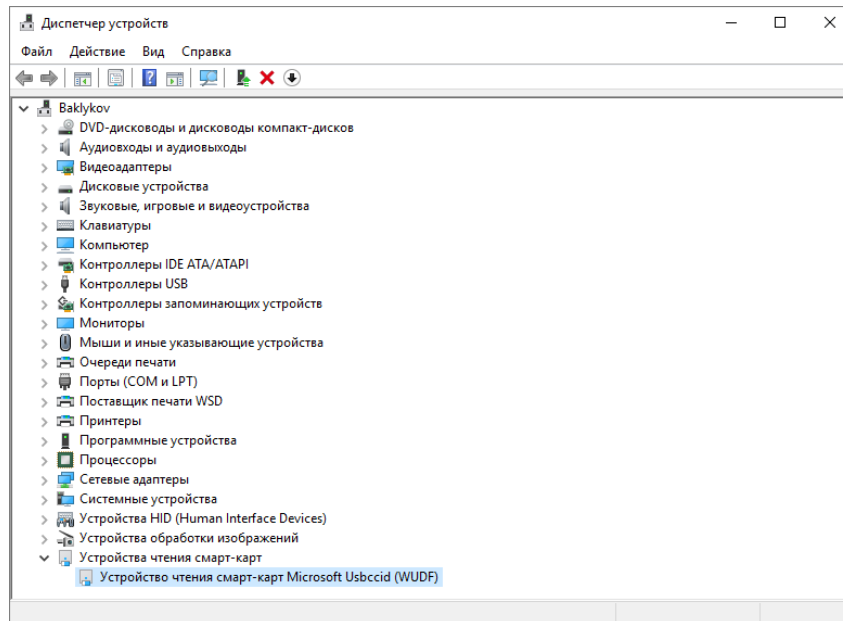 Диспетчер устройств
Файл Действие Вид Справка
Baklykov
DVD-дисководы и дисководы компакт-дисков
Аудиовходы и аудиовыходы
Видеоадаптеры
Дисковые устройства
Звуковые, игровые и видеоустройства
Клавиатуры
Компьютер
Контроллеры IDE ATA/ATAPI
Контроллеры USB
Контроллеры запоминающих устройств
Мониторы
Мыши и иные указывающие устройства
Очереди печати
Порты (COM и LPT)
Поставщик печати WSD
Принтеры
Программные устройства
Процессоры
Сетевые адаптеры
Системные устройства
Устройства HID (Human Interface Devices)
Устройства обработки изображений
Устройства чтения смарт-карт
Устройство чтения смарт-карт Microsoft Usbccid (WUDF)